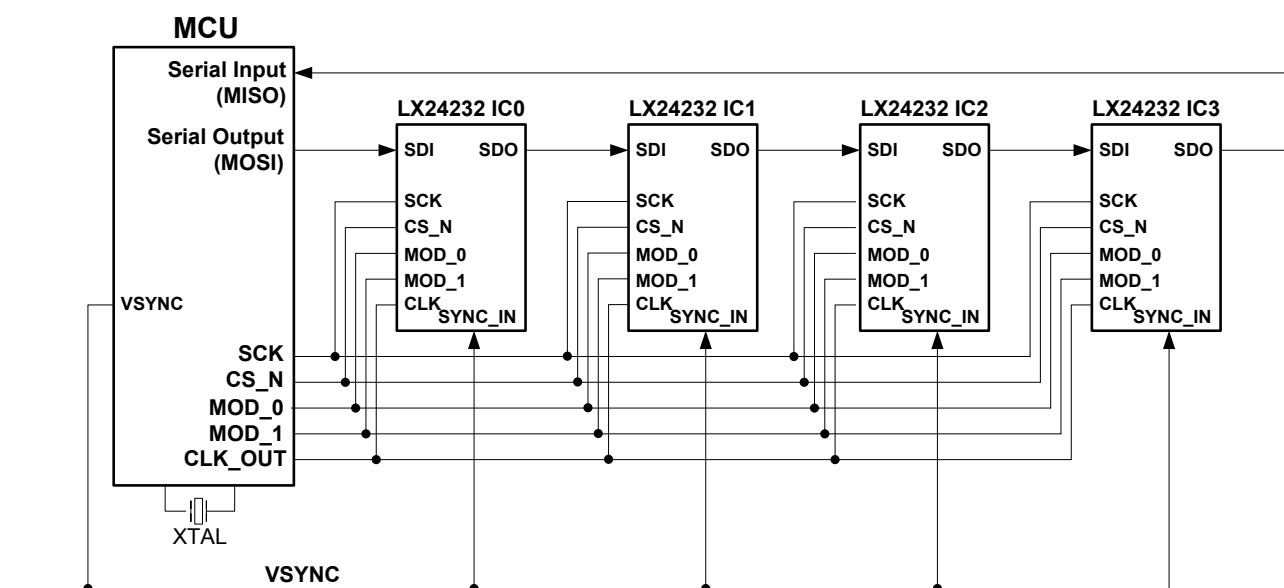 MCU
Serial Input
(MISO)
Serial Output
(MOSI)
VSYNC
SCK
CS_N
MOD_0
MOD_1
CLK_OUT
XTAL
VSYNC
LX24232 IC0
SDI SDO
SCK
CS_N
MOD_0
MOD_1
CLK
SYNC_IN
LX24232 IC1
SDI SDO
SCK
CS_N
MOD_0
MOD_1
CLK
SYNC_IN
LX24232 IC2
SDI SDO
SCK
CS_N
MOD_0
MOD_1
CLK
SYNC_IN
LX24232 IC3
SDI SDO
SCK
CS_N
MOD_0
MOD_1
CLK
SYNC_IN